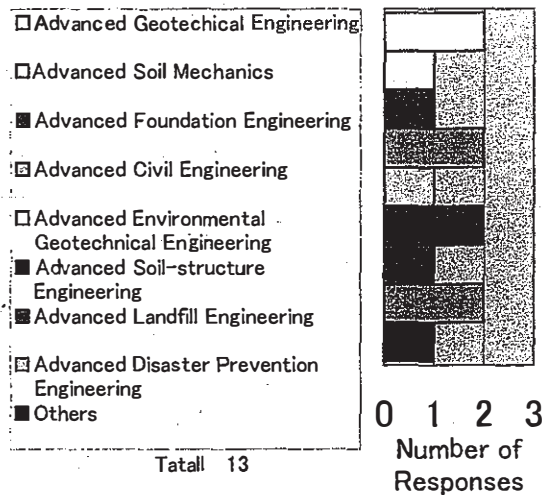 Advanced Geotechical Engineering
Advanced Soil Mechanics
Advanced Foundation Engineering
Advanced Civil Engineering
Advanced Environmental
Geotechnical Engineering
Advanced Soil-structure
Engineering
Advanced Landfill Engineering
Advanced Disaster Prevention
Engineering
Others
Tatall 13
0 1 2 3
Number of
Responses